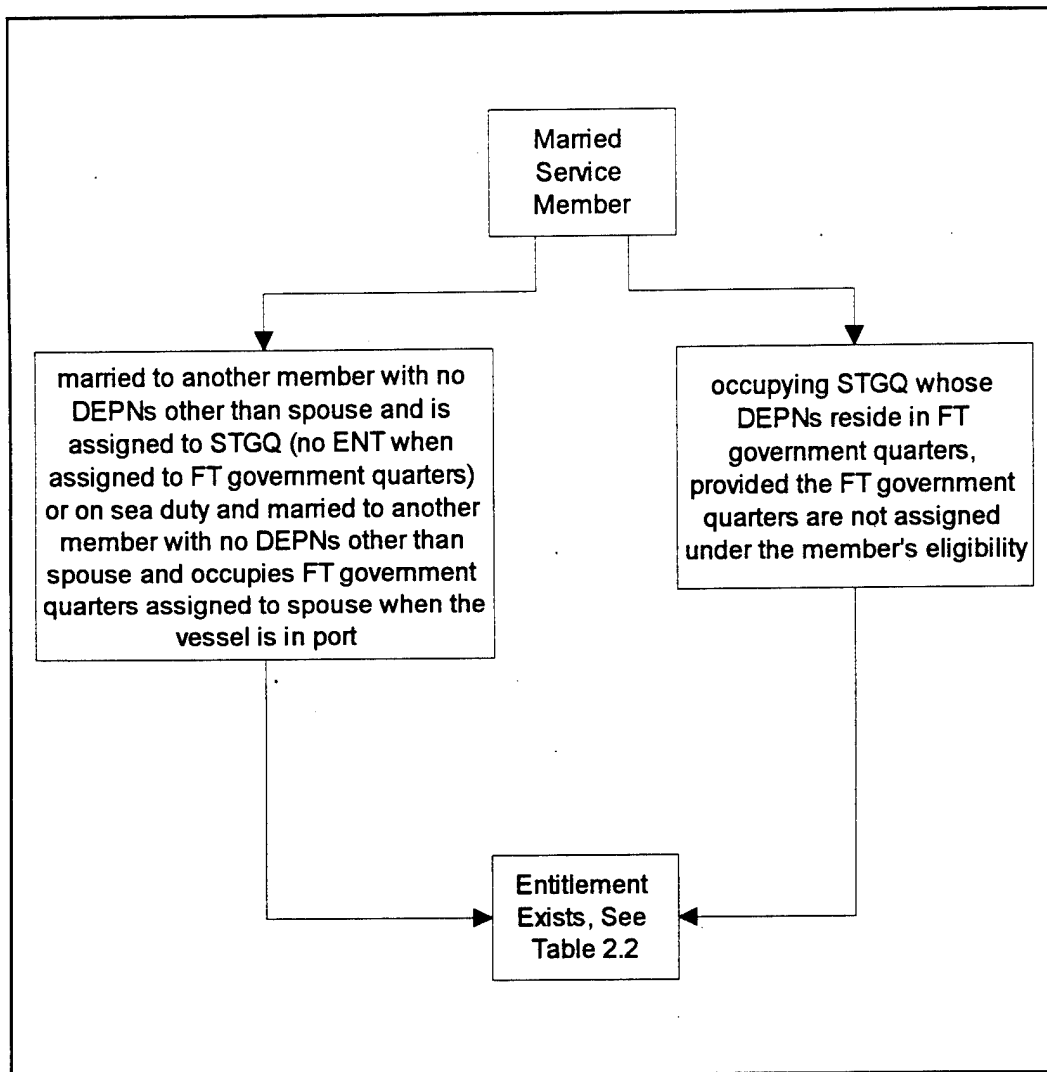 Married
Service
Member
married to another member with no
DEPNs other than spouse and is
assigned to STGQ (no ENT when
assigned to FT government quarters)
or on sea duty and married to another
member with no DEPNs other than
spouse and occupies FT government
quarters assigned to spouse when the
vessel is in port
occupying STGQ whose
DEPNs reside in FT
government quarters,
provided the FT government
quarters are not assigned
under the member's eligibility
Entitlement
Exists, See
Table 2.2